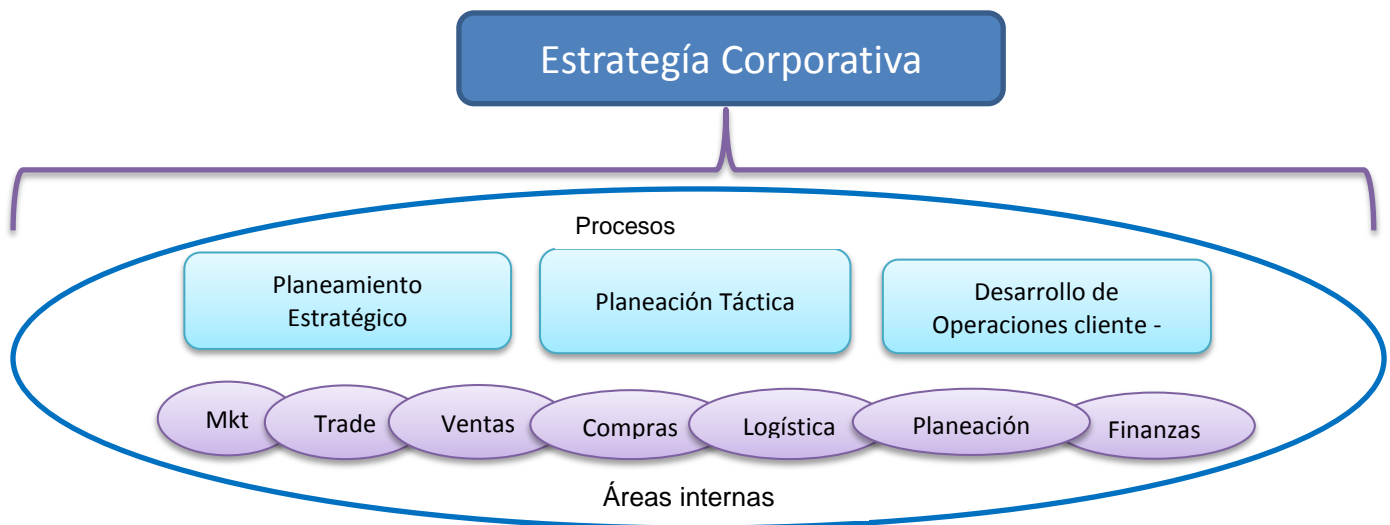 Estrategía Corporativa
Procesos
Planeamiento
Estratégico
Planeación Táctica
Desarrollo de
Operaciones cliente -
Mkt
Trade
Ventas
Compras
Logística
Planeación
Finanzas
Áreas internas